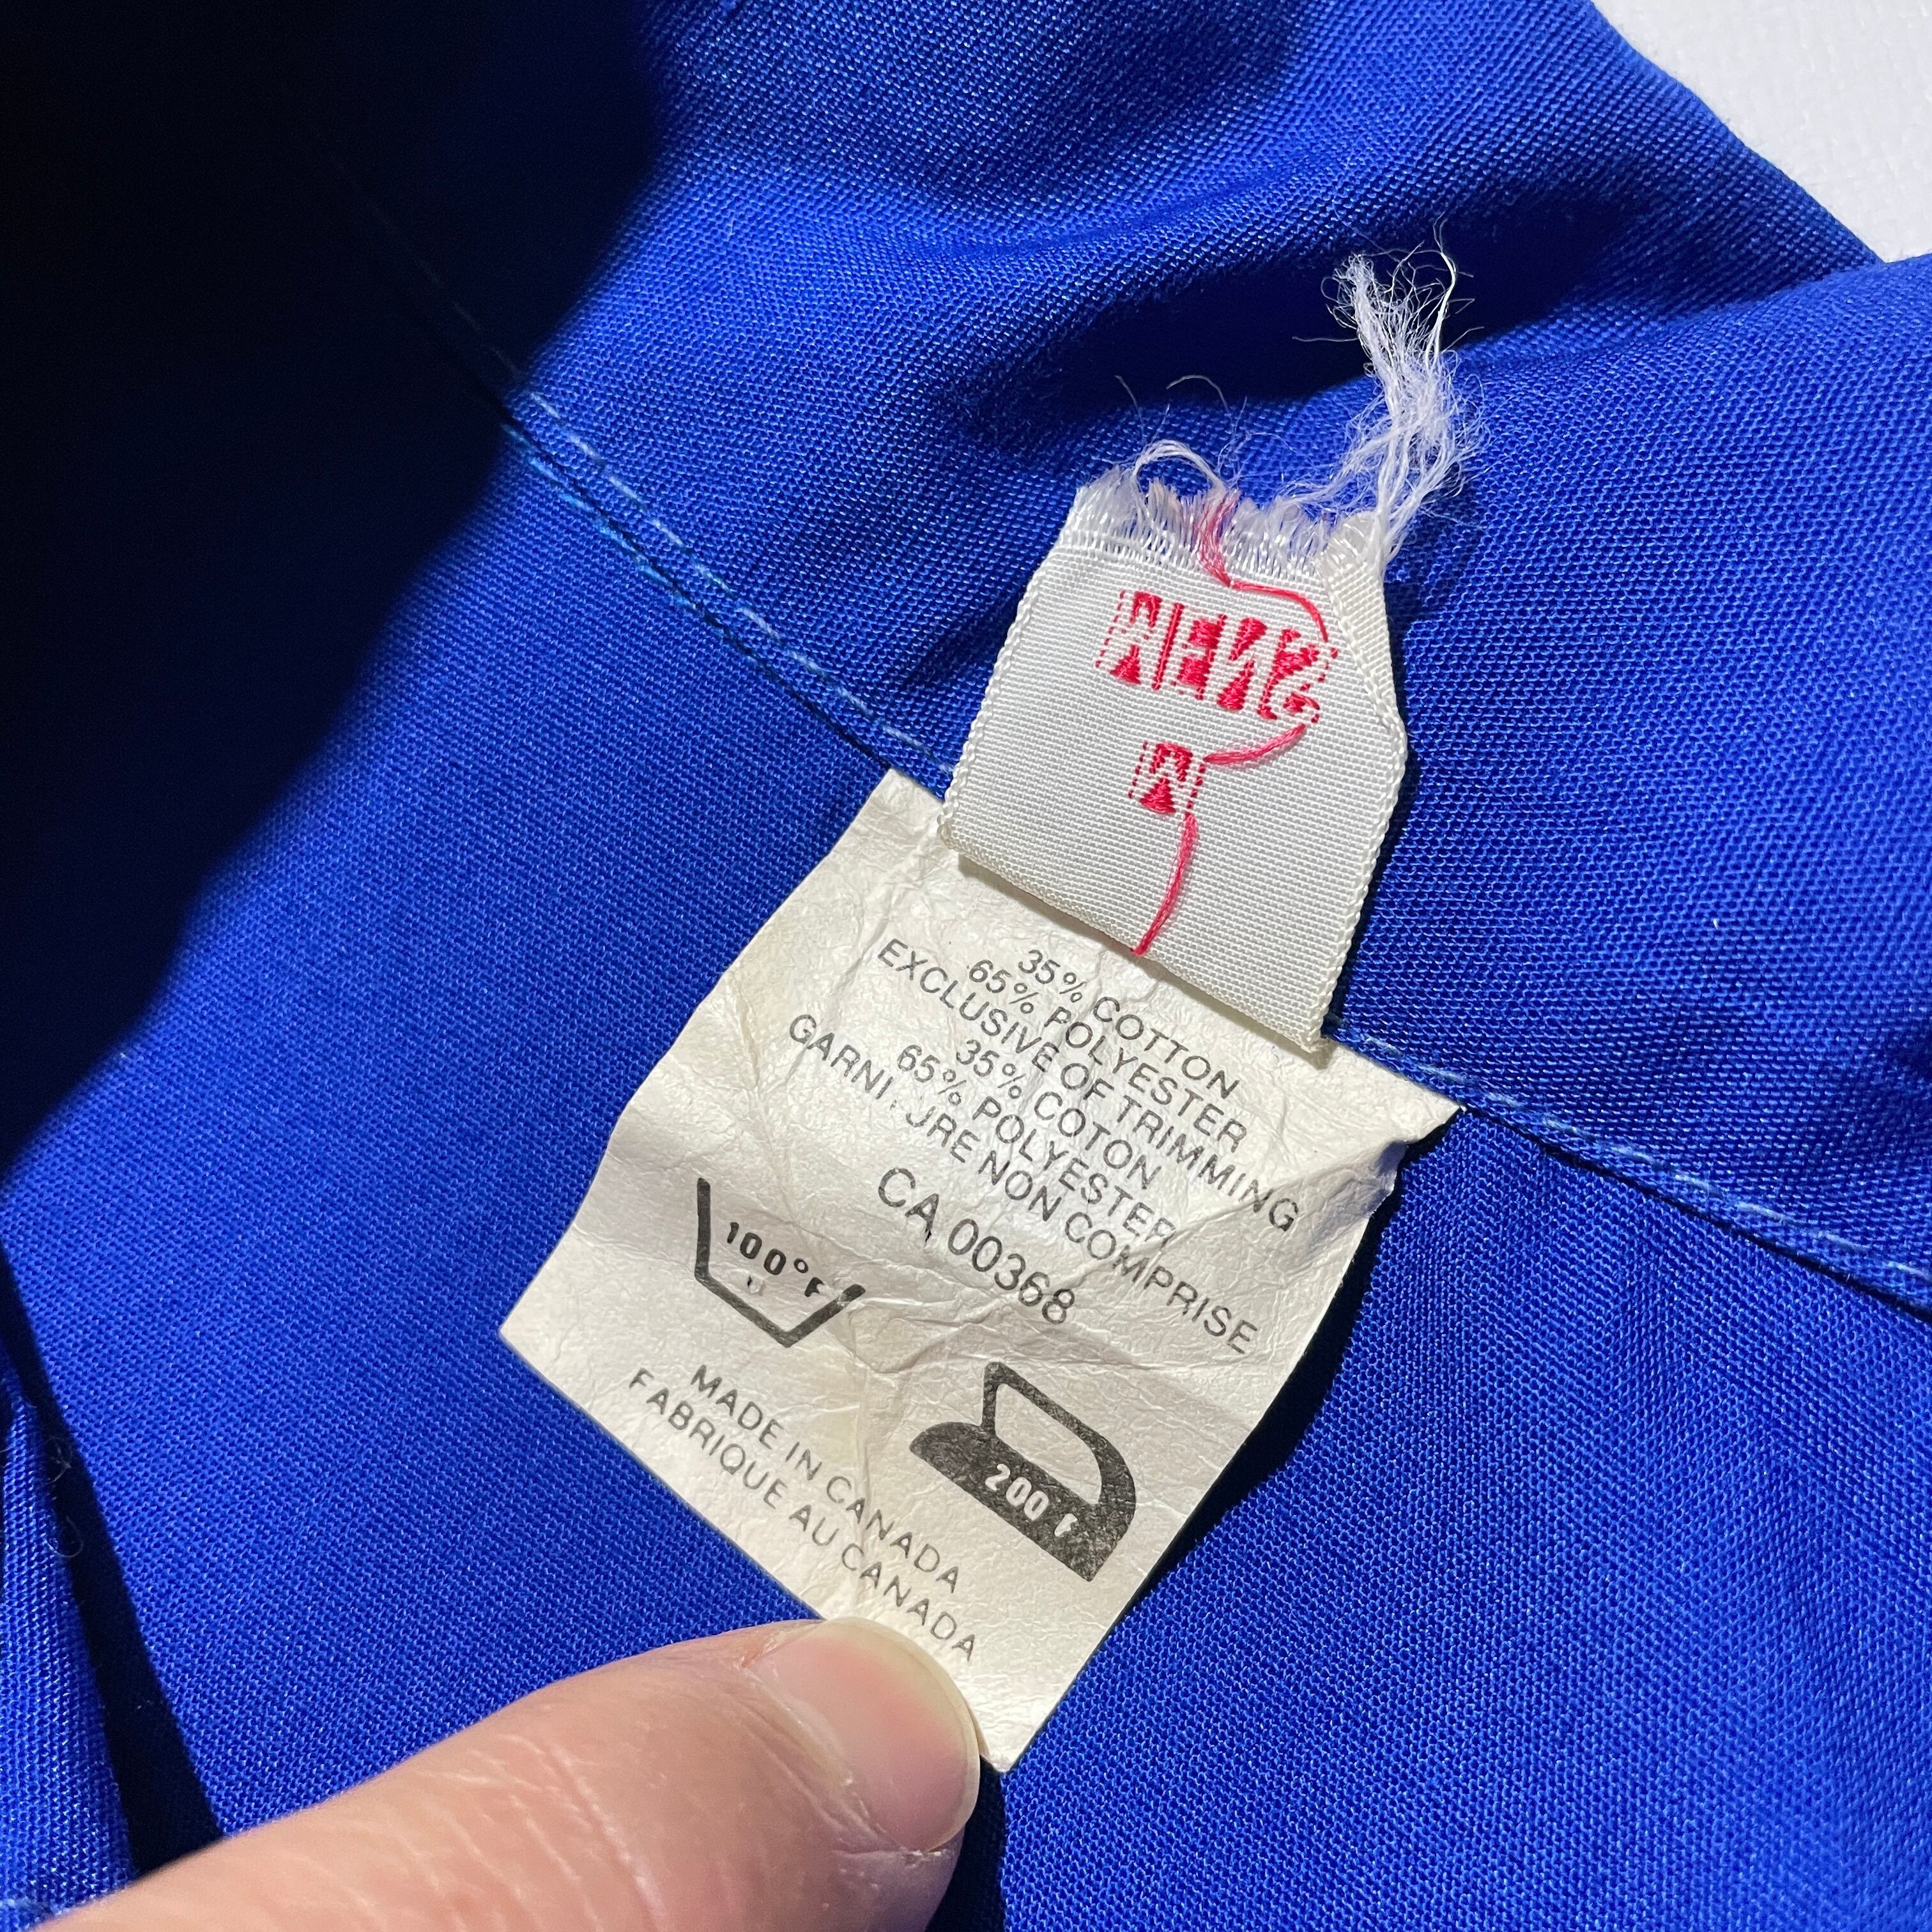 MENS
M
35% COTTON
65% POLYESTER
EXCLUSIVE OF TRIMMING
35% COTON
65% POLYESTER
GARNITURE NON COMPRISE
CA 00368
100°F
200°F
MADE IN CANADA
FABRIQUE AU CANADA